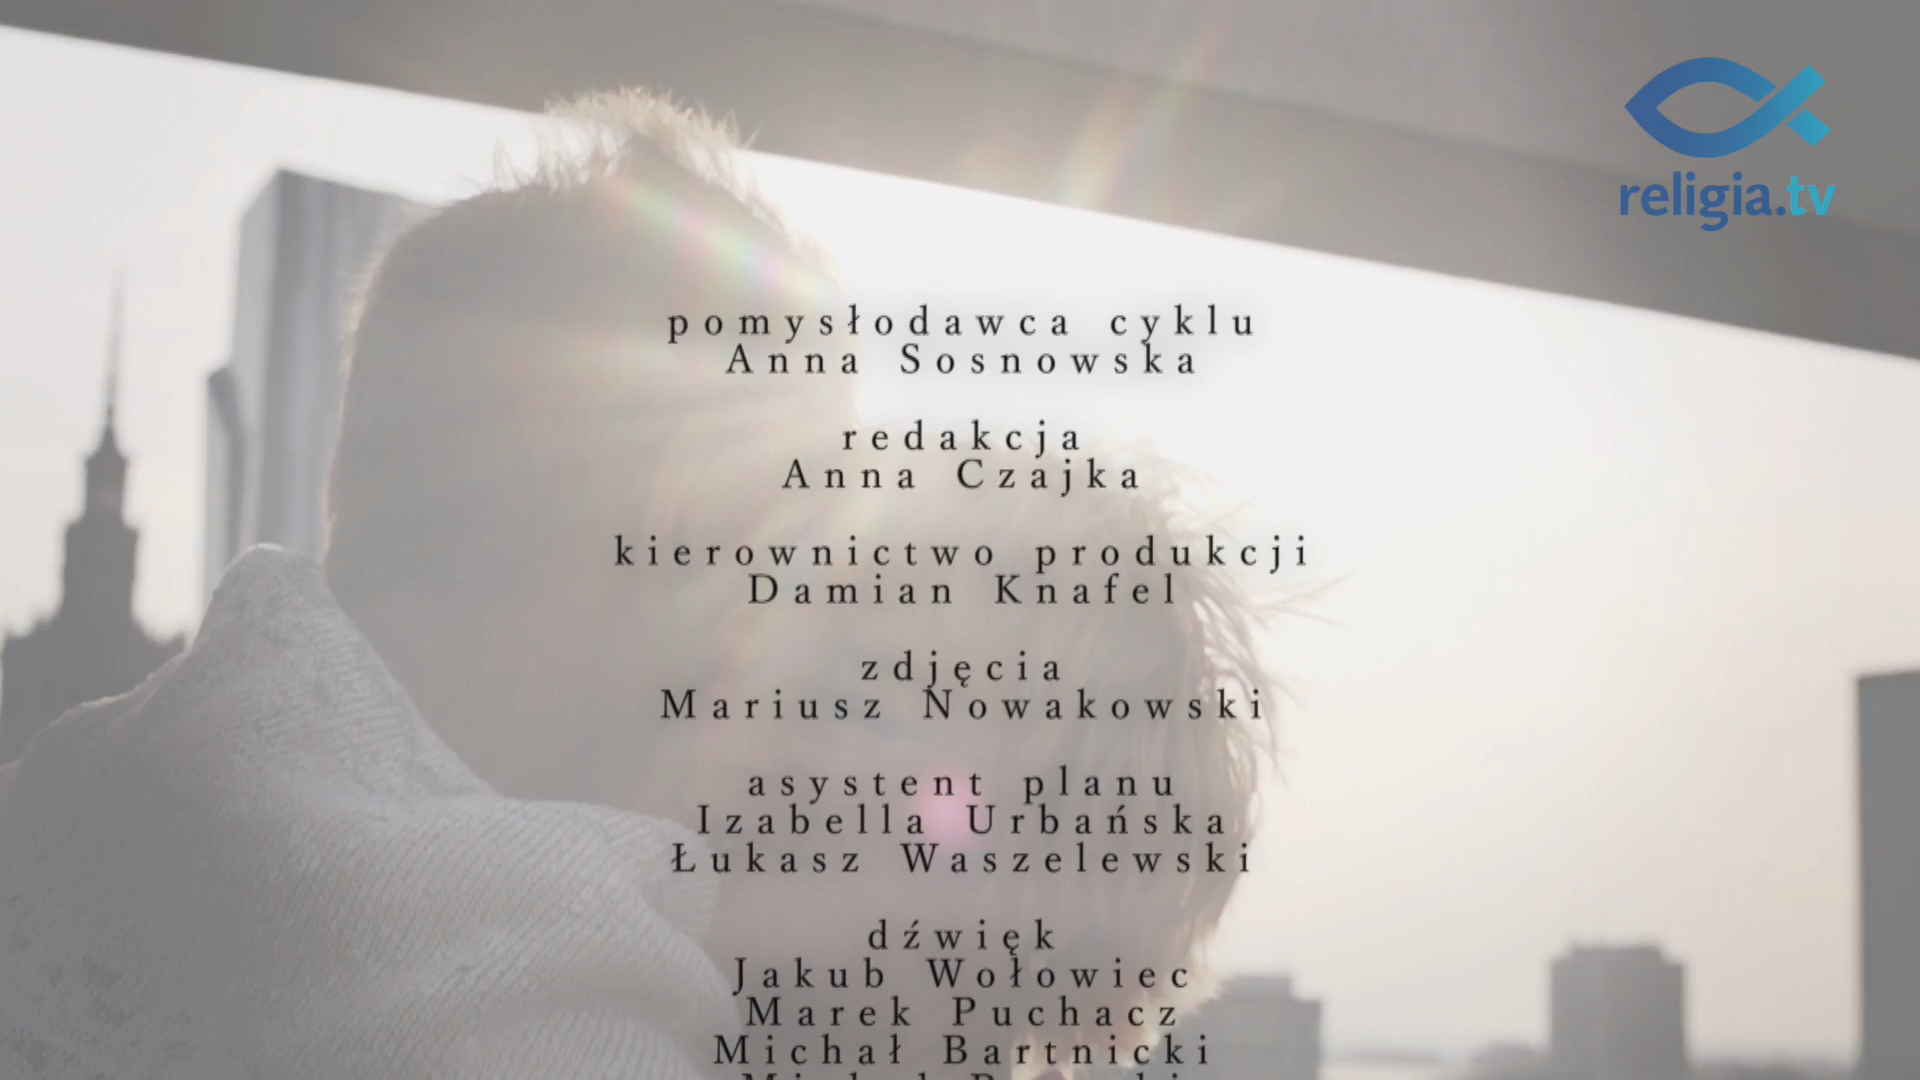 religia.tv
pomysłodawca cyklu
Anna Sosnowska
redakcja
Anna Czajka
kierownictwo produkcji
Damian Knafel
zdjęcia
Mariusz Nowakowski
asystent planu
Izabella Urbańska
Łukasz Waszelewski
dźwięk
Jakub Wołowiec
Marek Puchacz
Michał Bartnicki